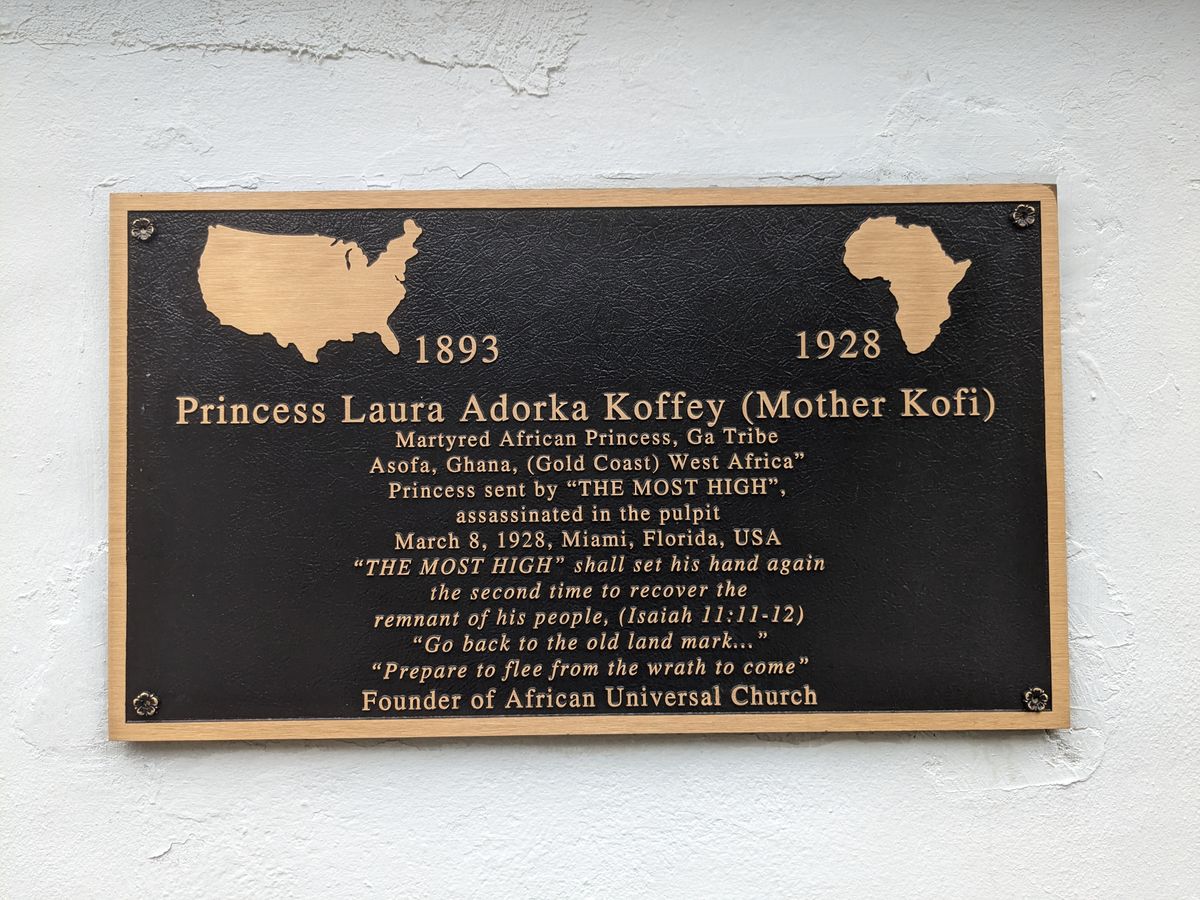 1893 1928
Princess Laura Adorka Koffey (Mother Kofi)
Martyred African Princess, Ga Tribe
Asofa, Ghana, (Gold Coast) West Africa”
Princess sent by “THE MOST HIGH”,
assassinated in the pulpit
March 8, 1928, Miami, Florida, USA
“THE MOST HIGH” shall set his hand again
the second time to recover the
remnant of his people, (Isaiah 11:11-12)
“Go back to the old land mark...”
“Prepare to flee from the wrath to come”
Founder of African Universal Church